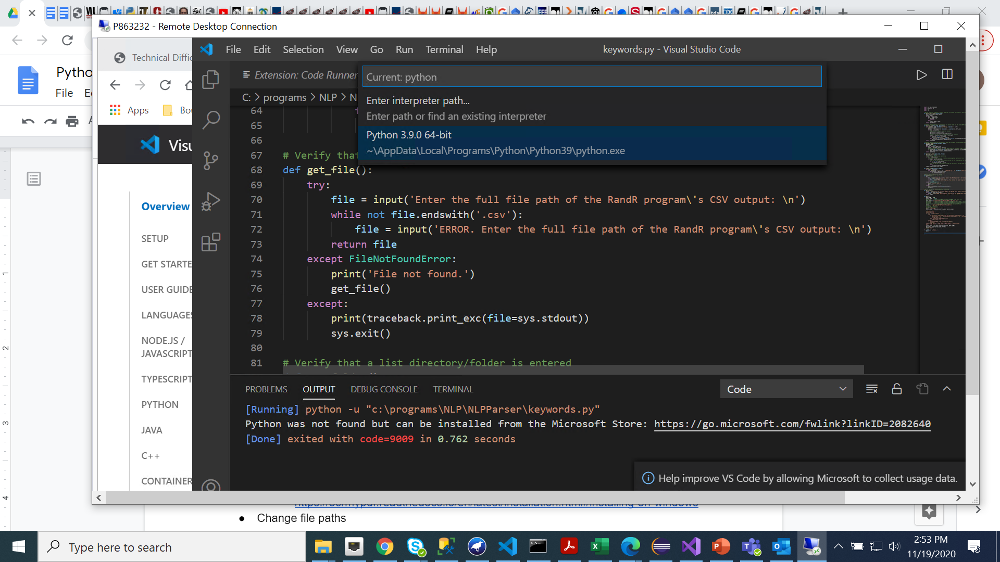 P863232 - Remote Desktop Connection
Pytho
File
Technical Diffic
Apps
Bou
Visu
Overview
SETUP
GET STARTE
USER GUIDE
LANGUAGES
NODE.JS /
JAVASCRIPT
TYPESCRIPT
PYTHON
JAVA
C++
CONTAINER
File Edit Selection View Go Run Terminal Help
keywords.py - Visual Studio Code
Extension: Code Runner
C: > programs > NLP > N
Current: python
Enter interpreter path...
Enter path or find an existing interpreter
Python 3.9.0 64-bit
~\AppData\Local\Programs\Python\Python39\python.exe
64
65
66
67 # Verify that
68 def get_file():
69 try:
70 file = input('Enter the full file path of the RandR program\'s CSV output: \n')
71 while not file.endswith('.csv'):
72 file = input('ERROR. Enter the full file path of the RandR program\'s CSV output: \n')
73 return file
74 except FileNotFoundError:
75 print('File not found.')
76 get_file()
77 except:
78 print(traceback.print_exc(file=sys.stdout))
79 sys.exit()
80
81 # Verify that a list directory/folder is entered
PROBLEMS OUTPUT DEBUG CONSOLE TERMINAL
Code
[Running] python -u "c:\programs\NLP\NLPParser\keywords.py"
Python was not found but can be installed from the Microsoft Store: https://go.microsoft.com/fwlink?linkID=2082640
[Done] exited with code=9009 in 0.762 seconds
Help improve VS Code by allowing Microsoft to collect usage data.
● Change file paths
1
2
3
4
Type here to search
2:53 PM
11/19/2020